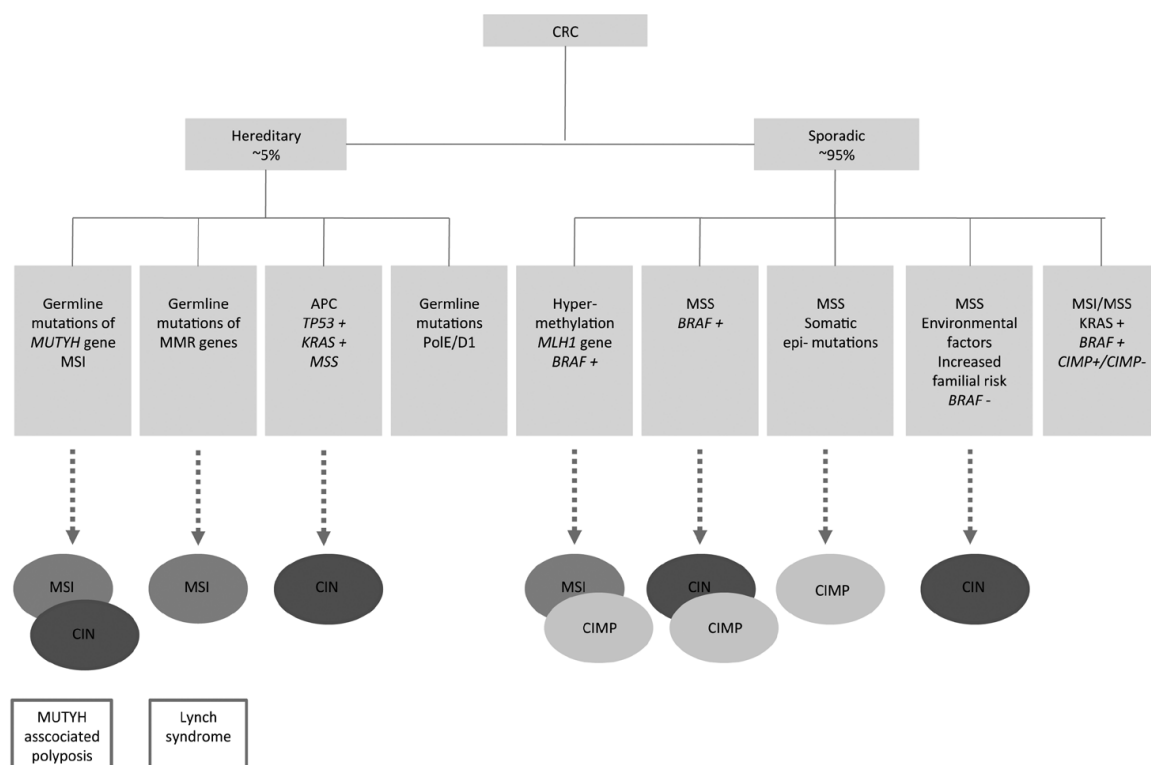 CRC
Hereditary
~5%
Sporadic
~95%
Germline
mutations of
MUTYH gene
MSI
Germline
mutations of
MMR genes
APC
TP53 +
KRAS +
MSS
Germline
mutations
PolE/D1
Hyper-
methylation
MLH1 gene
BRAF +
MSS
BRAF +
MSS
Somatic
epi- mutations
MSS
Environmental
factors
Increased
familial risk
BRAF -
MSI/MSS
KRAS +
BRAF +
CIMP+/CIMP-
MSI
CIN
MSI
CIN
MSI
CIMP
CIN
CIMP
CIMP
CIN
MUTYH
asscociated
polyposis
Lynch
syndrome